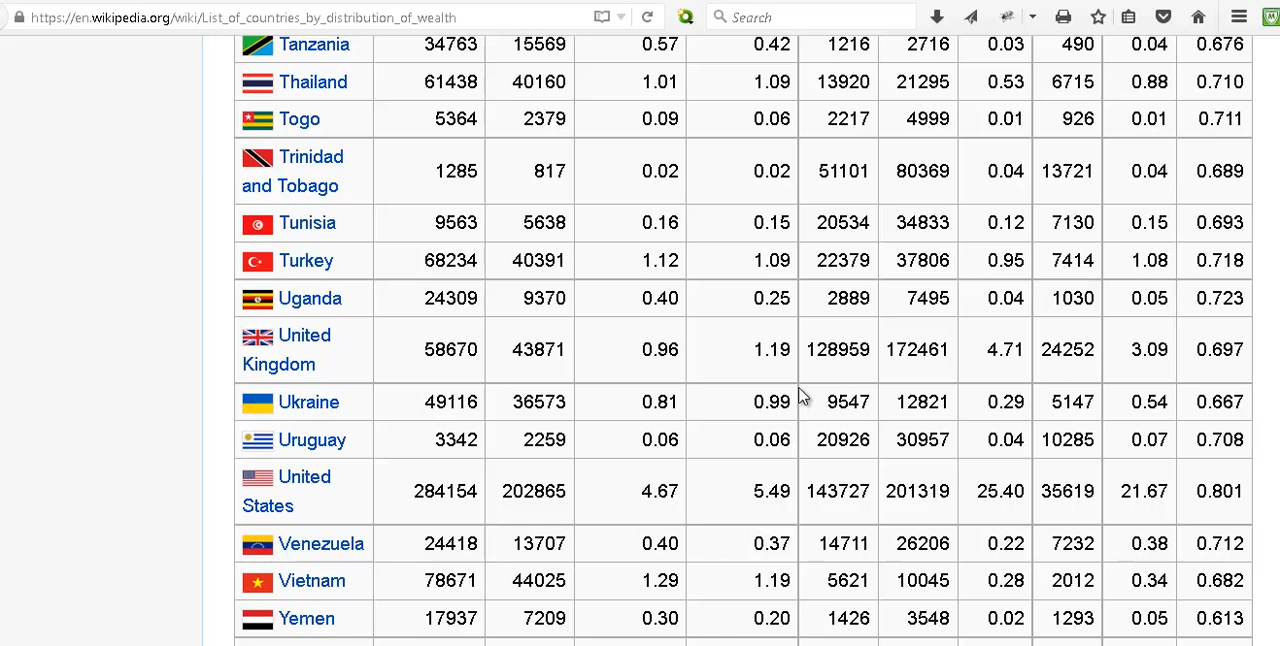 https://en.wikipedia.org/wiki/List_of_countries_by_distribution_of_wealth Search
Tanzania 34763 15569 0.57 0.42 1216 2716 0.03 490 0.04 0.676
Thailand 61438 40160 1.01 1.09 13920 21295 0.53 6715 0.88 0.710
Togo 5364 2379 0.09 0.06 2217 4999 0.01 926 0.01 0.711
Trinidad
and Tobago 1285 817 0.02 0.02 51101 80369 0.04 13721 0.04 0.689
Tunisia 9563 5638 0.16 0.15 20534 34833 0.12 7130 0.15 0.693
Turkey 68234 40391 1.12 1.09 22379 37806 0.95 7414 1.08 0.718
Uganda 24309 9370 0.40 0.25 2889 7495 0.04 1030 0.05 0.723
United
Kingdom 58670 43871 0.96 1.19 128959 172461 4.71 24252 3.09 0.697
Ukraine 49116 36573 0.81 0.99 9547 12821 0.29 5147 0.54 0.667
Uruguay 3342 2259 0.06 0.06 20926 30957 0.04 10285 0.07 0.708
United
States 284154 202865 4.67 5.49 143727 201319 25.40 35619 21.67 0.801
Venezuela 24418 13707 0.40 0.37 14711 26206 0.22 7232 0.38 0.712
Vietnam 78671 44025 1.29 1.19 5621 10045 0.28 2012 0.34 0.682
Yemen 17937 7209 0.30 0.20 1426 3548 0.02 1293 0.05 0.613